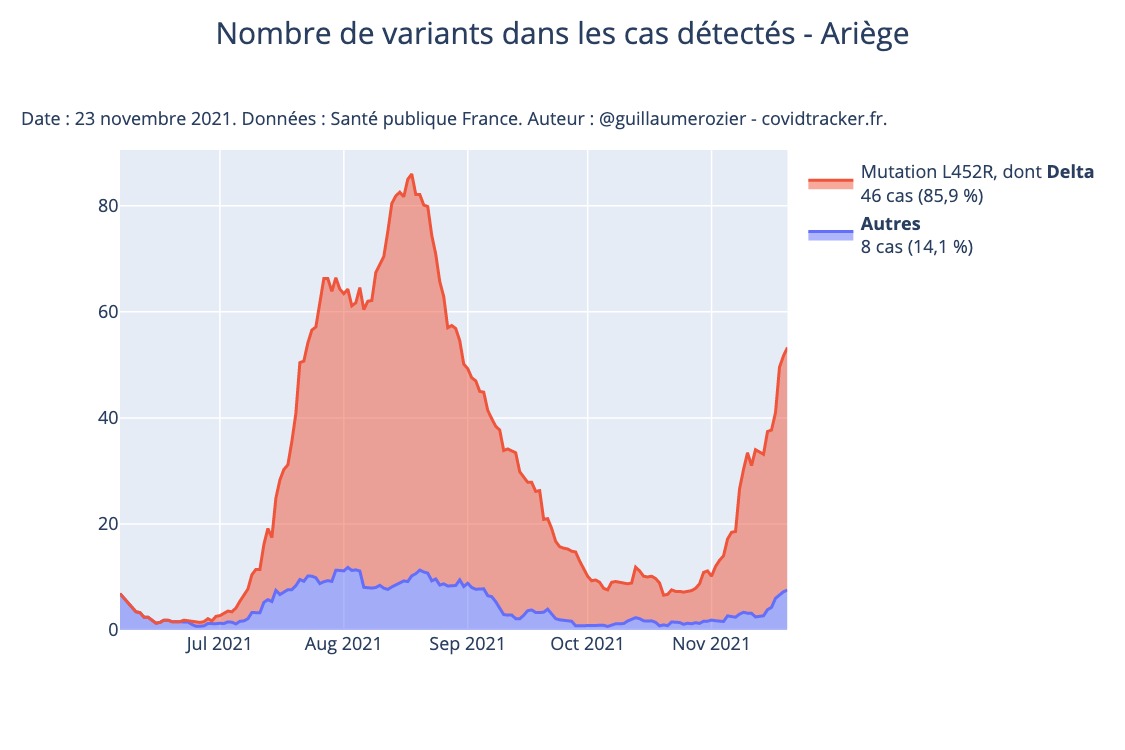 Nombre de variants dans les cas détectés - Ariège
Date : 23 novembre 2021. Données : Santé publique France. Auteur : @guillaumerozier - covidtracker.fr.
Mutation L452R, dont Delta
46 cas (85,9 %)
Autres
8 cas (14,1 %)
80
60
40
20
0
Jul 2021 Aug 2021 Sep 2021 Oct 2021 Nov 2021